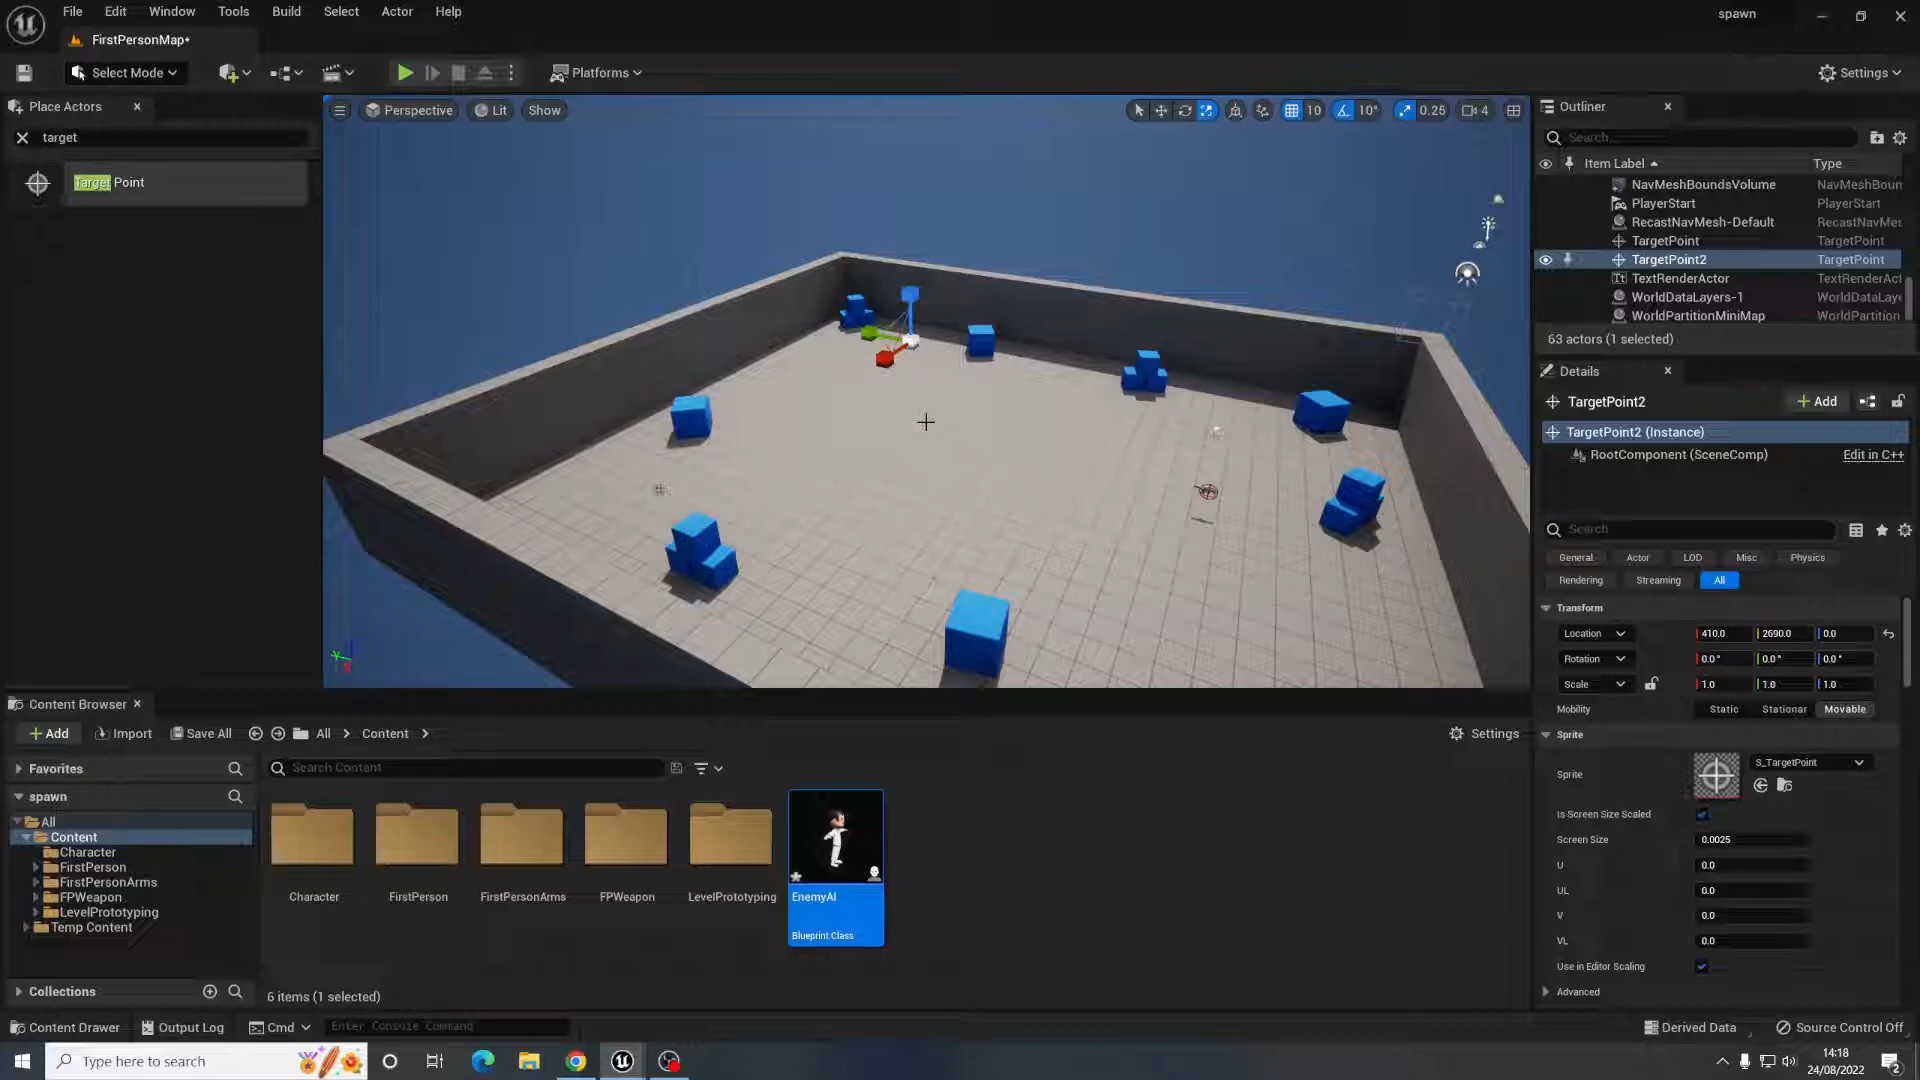 File Edit Window Tools Build Select Actor Help
spawn
FirstPersonMap*
Select Mode
Platforms
Settings
Place Actors
target
Target Point
Perspective Lit Show
10 10° 0.25 4
Outliner
Search...
Item Label Type
NavMeshBoundsVolume NavMeshBoun
PlayerStart PlayerStart
RecastNavMesh-Default RecastNavMes
TargetPoint TargetPoint
TargetPoint2 TargetPoint
TextRenderActor TextRenderAct
WorldDataLayers-1 WorldDataLaye
WorldPartitionMiniMap WorldPartition
63 actors (1 selected)
Details
TargetPoint2
Add
TargetPoint2 (Instance)
RootComponent (SceneComp) Edit in C++
Search
General Actor LOD Misc Physics
Rendering Streaming All
Transform
Location 410.0 2690.0 0.0
Rotation 0.0° 0.0° 0.0°
Scale 1.0 1.0 1.0
Mobility Static Stationar Movable
Sprite
Sprite S_TargetPoint
Is Screen Size Scaled
Screen Size 0.0025
U 0.0
UL 0.0
V 0.0
VL 0.0
Use in Editor Scaling
Advanced
Content Browser
Add Import Save All All Content Settings
Favorites
Search Content
spawn
All
Content
Character
FirstPerson
FirstPersonArms
FPWeapon
LevelPrototyping
Temp Content
Character FirstPerson FirstPersonArms FPWeapon LevelPrototyping EnemyAI
Blueprint Class
Collections
6 items (1 selected)
Content Drawer Output Log Cmd Enter Console Command
Derived Data Source Control Off
Type here to search
14:18
24/08/2022
2